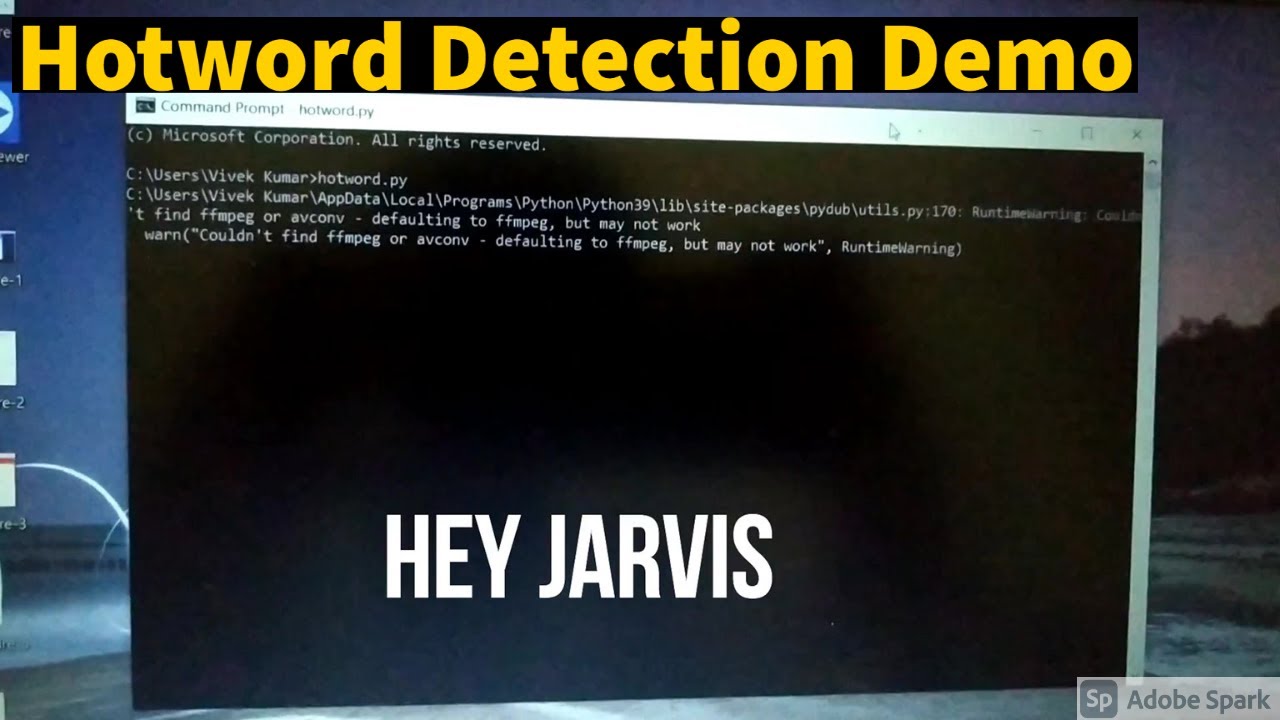 Hotword Detection Demo
re
Command Prompt hotword.py
(c) Microsoft Corporation. All rights reserved.
ewer
C:\Users\Vivek Kumar>hotword.py
C:\Users\Vivek Kumar\AppData\Local\Programs\Python\Python39\lib\site-packages\pydub\utils.py:170: RuntimeWarning: Couldn
't find ffmpeg or avconv - defaulting to ffmpeg, but may not work
warn("Couldn't find ffmpeg or avconv - defaulting to ffmpeg, but may not work", RuntimeWarning)
e-1
re-2
re-3
HEY JARVIS
Sp Adobe Spark